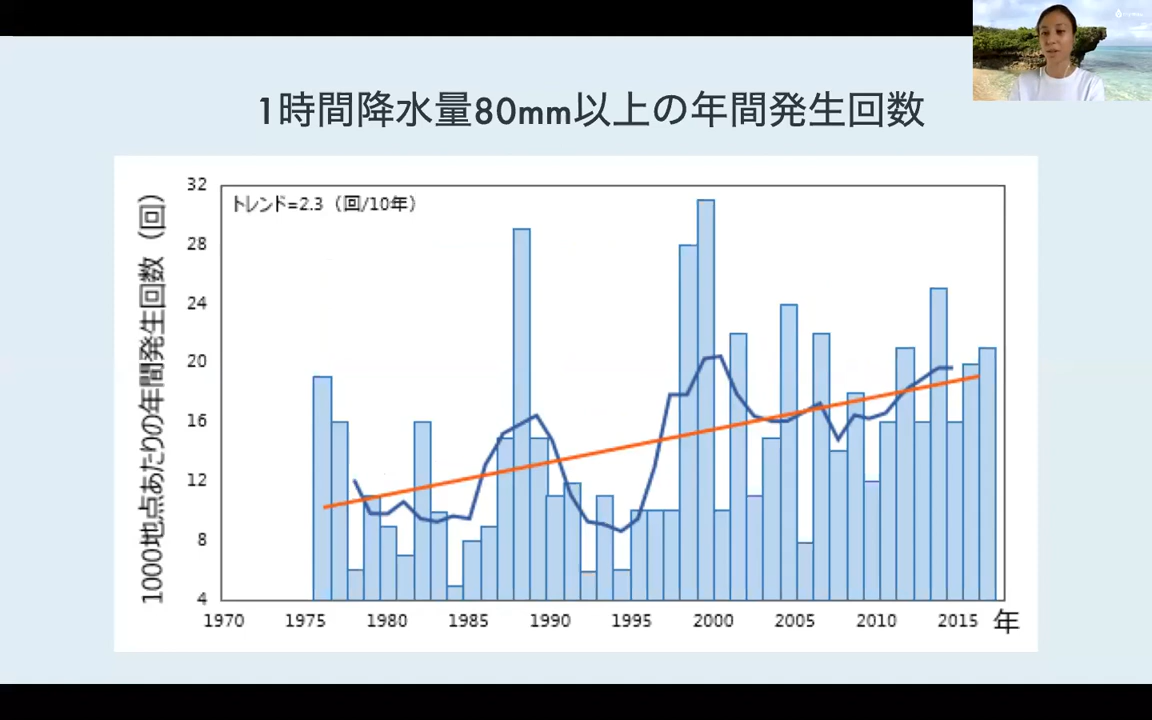 1時間降水量80mm以上の年間発生回数
トレンド=2.3（回/10年）
1000地点あたりの年間発生回数（回）
32
28
24
20
16
12
8
4
1970 1975 1980 1985 1990 1995 2000 2005 2010 2015 年